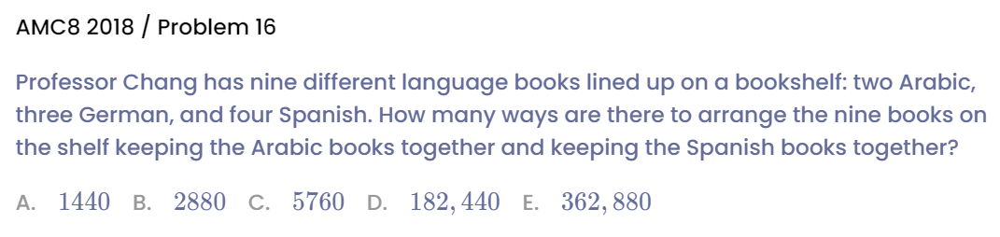 AMC8 2018 / Problem 16
Professor Chang has nine different language books lined up on a bookshelf: two Arabic,
three German, and four Spanish. How many ways are there to arrange the nine books on
the shelf keeping the Arabic books together and keeping the Spanish books together?
A. 1440 B. 2880 C. 5760 D. 182, 440 E. 362, 880